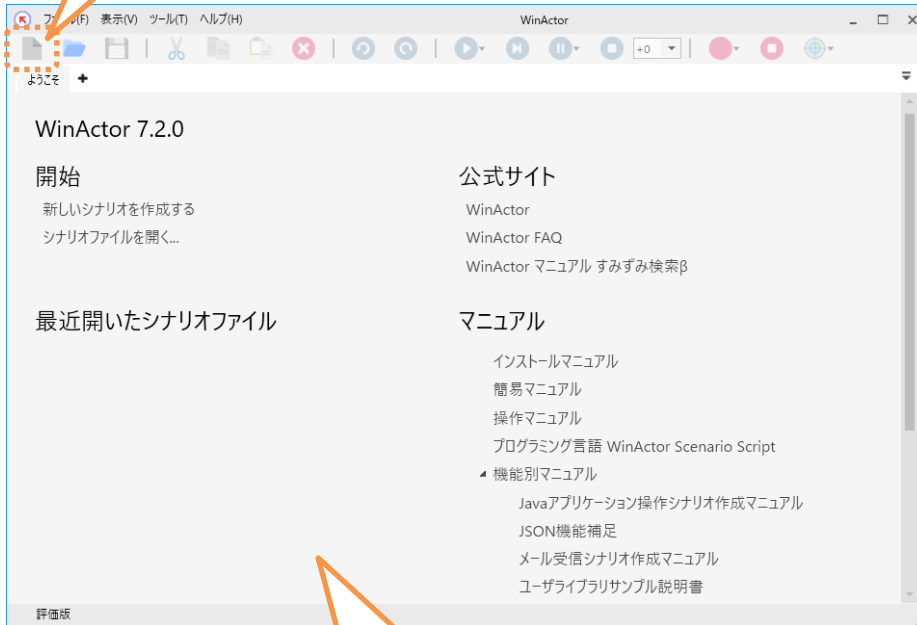 ファイル(F) 表示(V) ツール(T) ヘルプ(H) WinActor
+0
ようこそ
WinActor 7.2.0
開始
新しいシナリオを作成する
シナリオファイルを開く...
公式サイト
WinActor
WinActor FAQ
WinActor マニュアル すみずみ検索β
最近開いたシナリオファイル
マニュアル
インストールマニュアル
簡易マニュアル
操作マニュアル
プログラミング言語 WinActor Scenario Script
機能別マニュアル
Javaアプリケーション操作シナリオ作成マニュアル
JSON機能補足
メール受信シナリオ作成マニュアル
ユーザライブラリサンプル説明書
評価版